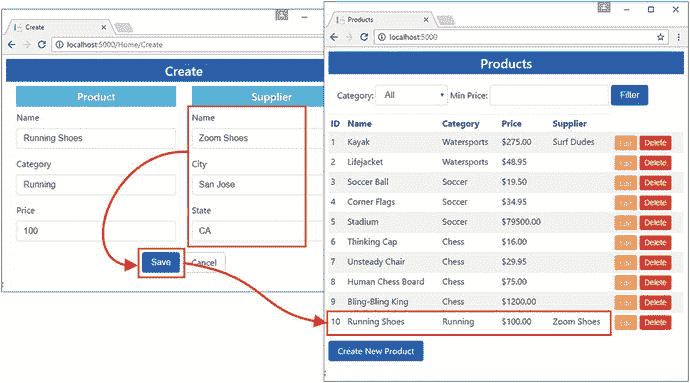 Create
localhost:5000/Home/Create
Create
Product
Supplier
Name
Name
Running Shoes
Zoom Shoes
Category
City
Running
San Jose
Price
State
100
CA
Save
Cancel
Products
localhost:5000
Products
Category: All Min Price: Filter
ID Name Category Price Supplier
1 Kayak Watersports $275.00 Surf Dudes Edit Delete
2 Lifejacket Watersports $48.95 Edit Delete
3 Soccer Ball Soccer $19.50 Edit Delete
4 Corner Flags Soccer $34.95 Edit Delete
5 Stadium Soccer $79500.00 Edit Delete
6 Thinking Cap Chess $16.00 Edit Delete
7 Unsteady Chair Chess $29.95 Edit Delete
8 Human Chess Board Chess $75.00 Edit Delete
9 Bling-Bling King Chess $1200.00 Edit Delete
10 Running Shoes Running $100.00 Zoom Shoes Edit Delete
Create New Product